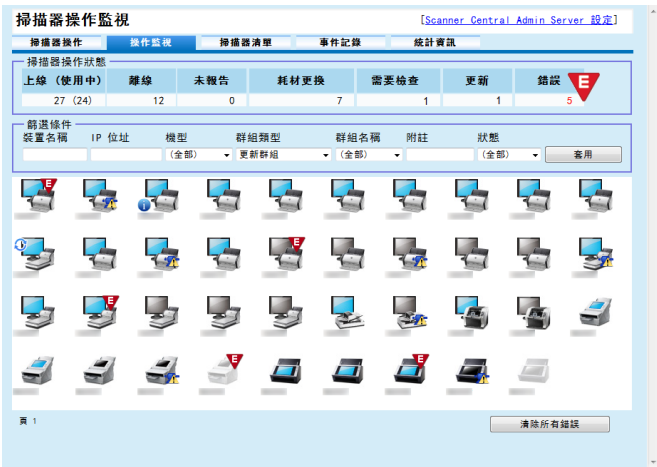 掃描器操作監視
[Scanner Central Admin Server 設定]
掃描器操作 操作監視 掃描器清單 事件記錄 統計資訊
掃描器操作狀態
上線 (使用中) 離線 未報告 耗材更換 需要檢查 更新 錯誤 E
27 (24) 12 0 7 1 1 5
篩選條件
裝置名稱 IP 位址 機型 群組類型 群組名稱 附註 狀態
(全部) 更新群組 (全部) (全部) 套用
E
E
E
E E
頁 1
清除所有錯誤